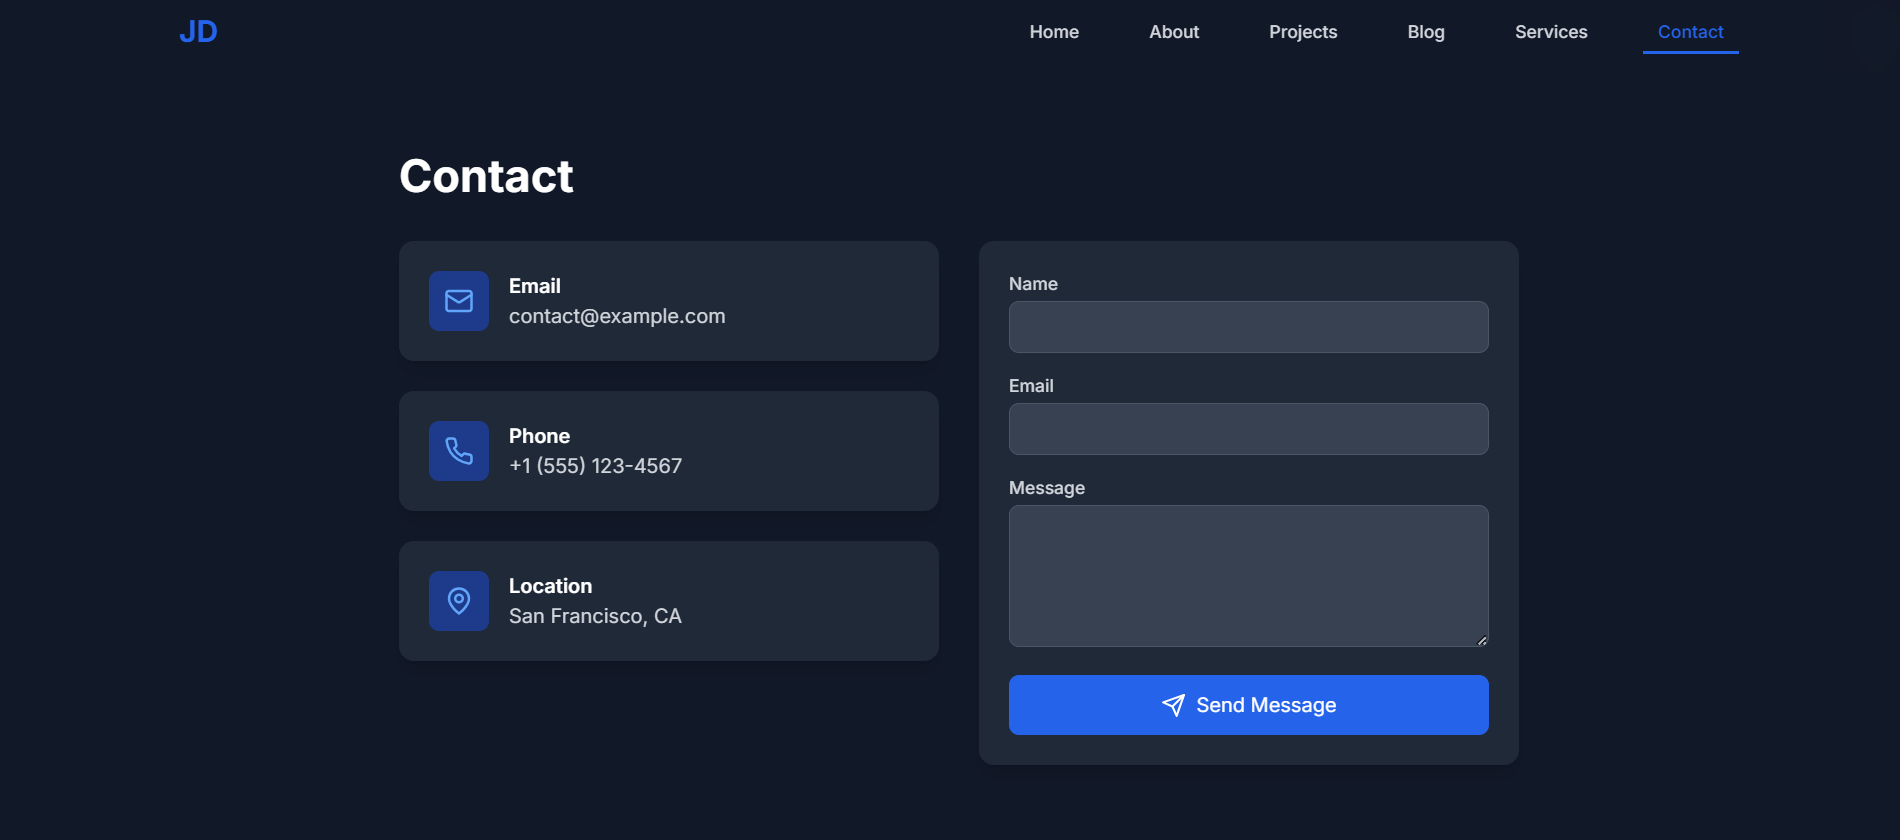 JD
Home
About
Projects
Blog
Services
Contact
Contact
Email
contact@example.com
Phone
+1 (555) 123-4567
Location
San Francisco, CA
Name
Email
Message
Send Message